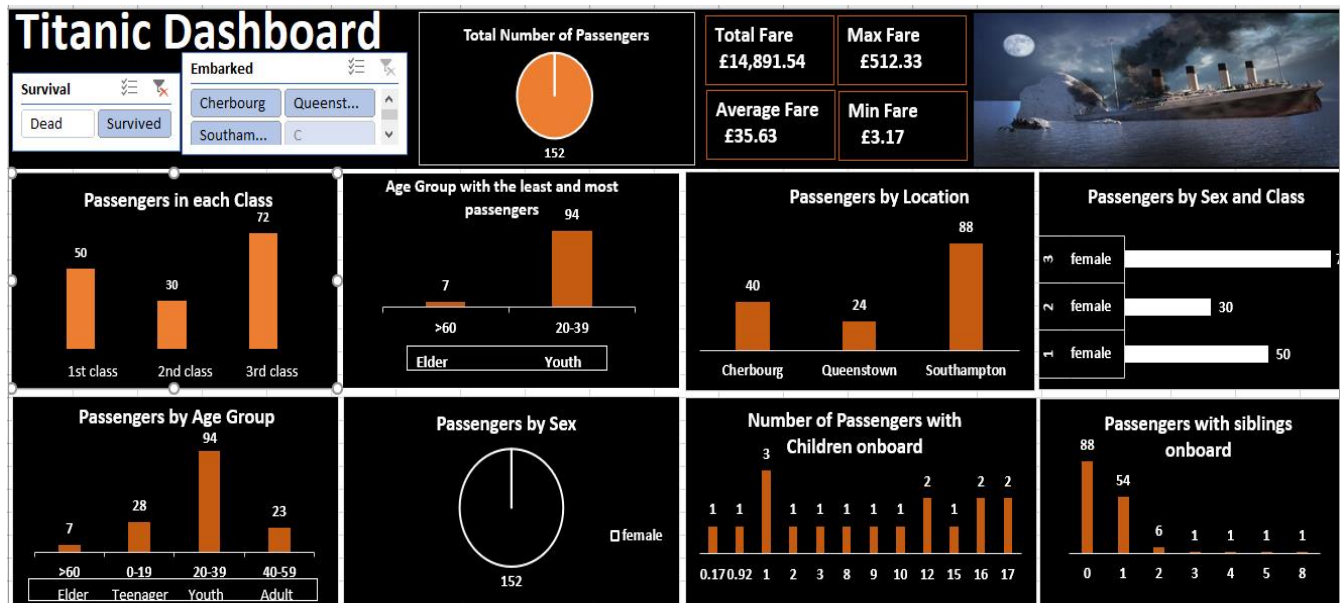 Titanic Dashboard
Survival
Dead
Survived
Embarked
Cherbourg
Queenst...
Southam...
C
Total Number of Passengers
152
Total Fare
£14,891.54
Max Fare
£512.33
Average Fare
£35.63
Min Fare
£3.17
Passengers in each Class
50
30
72
1st class
2nd class
3rd class
Age Group with the least and most
passengers
7
94
>60
20-39
Elder
Youth
Passengers by Location
40
24
88
Cherbourg
Queenstown
Southampton
Passengers by Sex and Class
3 female
2 female 30
1 female 50
Passengers by Age Group
7
28
94
23
>60
0-19
20-39
40-59
Elder
Teenager
Youth
Adult
Passengers by Sex
female
152
Number of Passengers with
Children onboard
1 1 3 1 1 1 1 1 2 1 2 2
0.17 0.92 1 2 3 8 9 10 12 15 16 17
Passengers with siblings
onboard
88 54 6 1 1 1 1
0 1 2 3 4 5 8